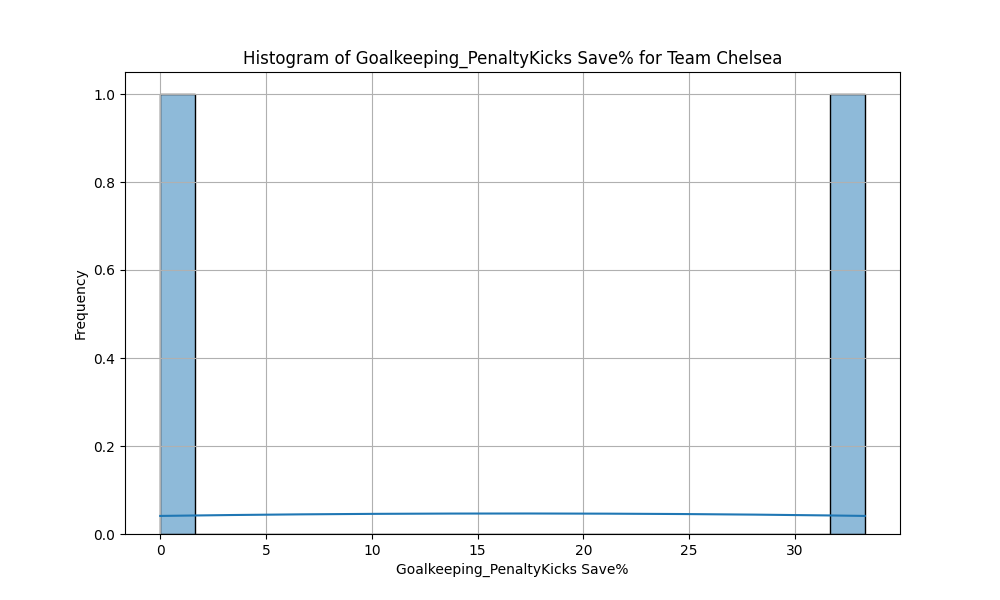 Histogram of Goalkeeping_PenaltyKicks Save% for Team Chelsea
1.0
0.8
0.6
0.4
0.2
0.0
Frequency
0 5 10 15 20 25 30
Goalkeeping_PenaltyKicks Save%